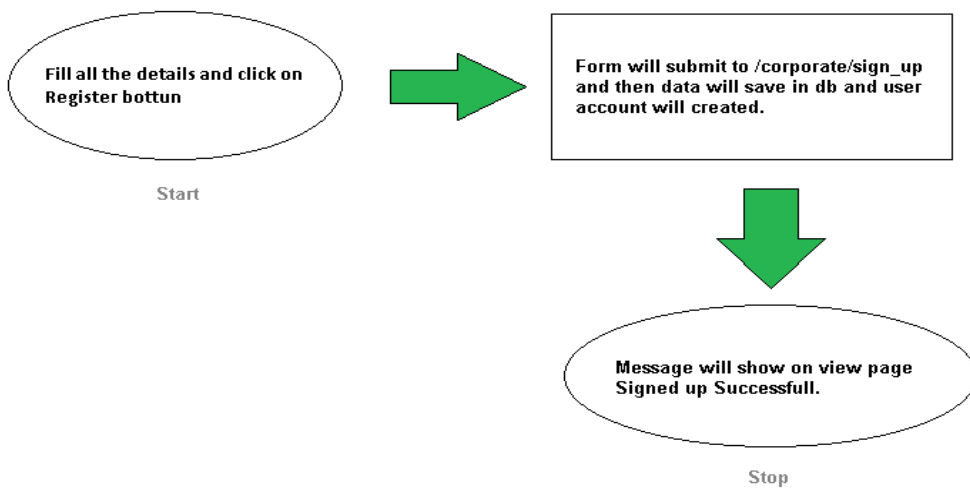 Fill all the details and click on
Register bottun
Start
Form will submit to /corporate/sign_up
and then data will save in db and user
account will created.
Message will show on view page
Signed up Successfull.
Stop